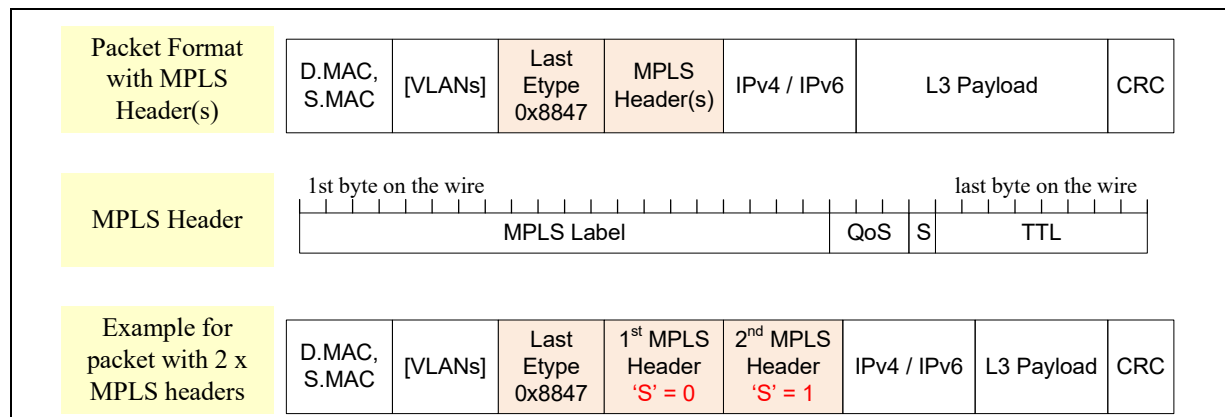 Packet Format
with MPLS
Header(s)
D.MAC,
S.MAC
[VLANs]
Last
Etype
0x8847
MPLS
Header(s)
IPv4 / IPv6
L3 Payload
CRC
MPLS Header
1st byte on the wire
last byte on the wire
MPLS Label
QoS
S
TTL
Example for
packet with 2 x
MPLS headers
D.MAC,
S.MAC
[VLANs]
Last
Etype
0x8847
1st MPLS
Header
‘S’ = 0
2nd MPLS
Header
‘S’ = 1
IPv4 / IPv6
L3 Payload
CRC